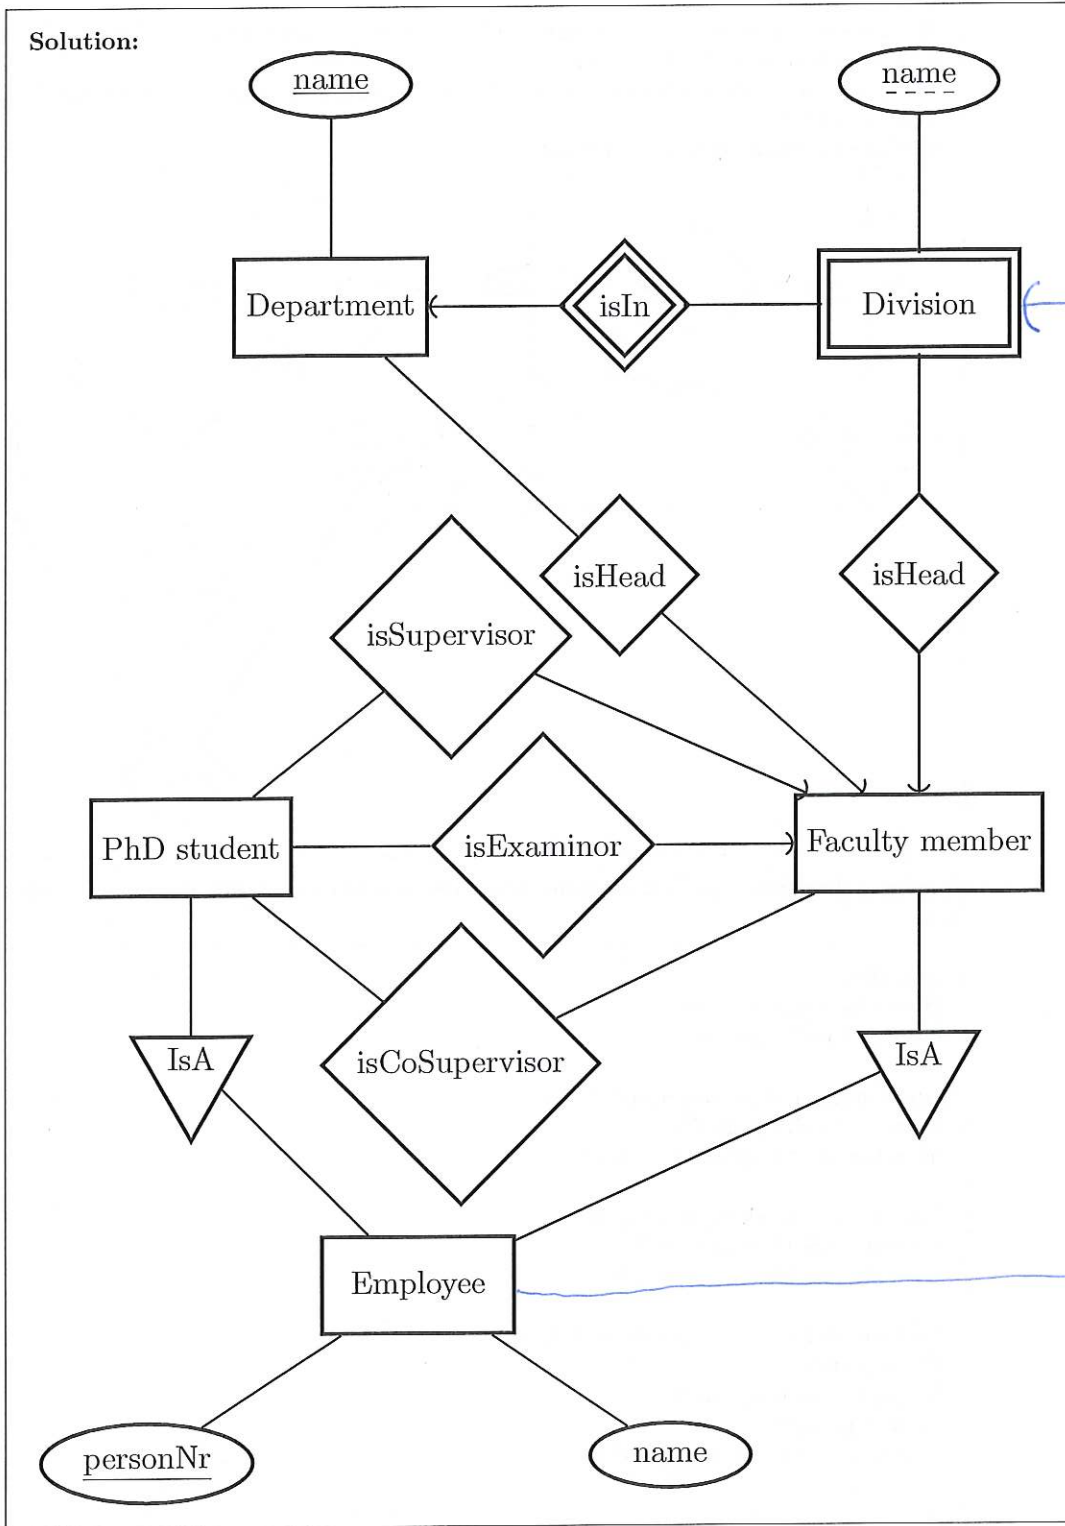 Solution:
name
name
Department
isIn
Division
isHead
isHead
isSupervisor
PhD student
isExaminor
Faculty member
IsA
isCoSupervisor
IsA
Employee
personNr
name